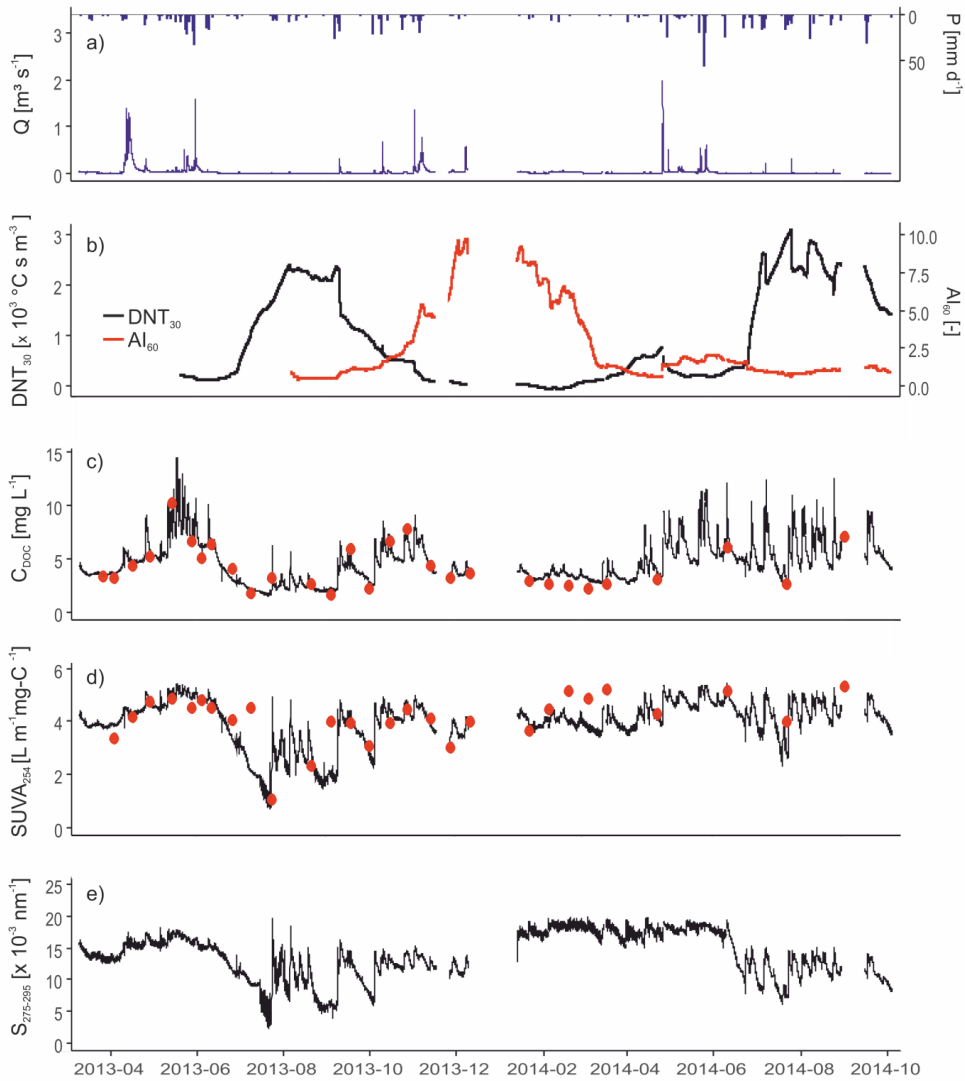 a)
Q [m³ s⁻¹]
3
2
1
0
P [mm d⁻¹]
0
50
b)
DNT₃₀ [x 10³ °C s m⁻³]
3
2
1
0
DNT₃₀
AI₆₀
AI₆₀ [-]
10.0
7.5
5.0
2.5
0.0
c)
C_DOC [mg L⁻¹]
15
10
5
0
d)
SUVA₂₅₄ [L m⁻¹mg-C⁻¹]
6
4
2
0
e)
S₂₇₅₋₂₉₅ [x 10⁻³ nm⁻¹]
25
20
15
10
5
0
2013-04 2013-06 2013-08 2013-10 2013-12 2014-02 2014-04 2014-06 2014-08 2014-10